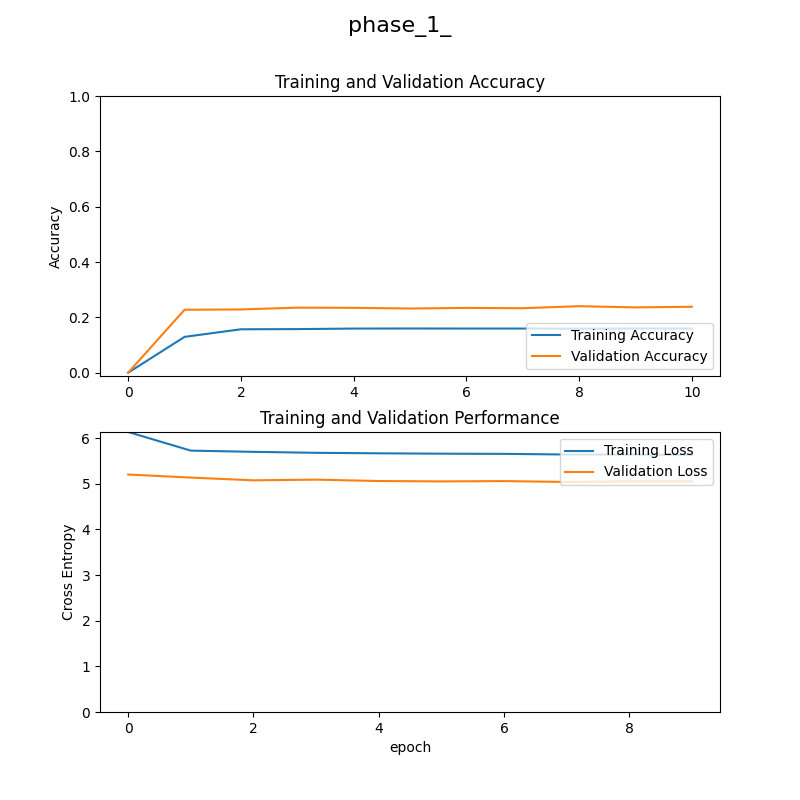 phase_1_
Training and Validation Accuracy
1.0
0.8
0.6
0.4
0.2
0.0
Accuracy
0 2 4 6 8 10
Training Accuracy
Validation Accuracy
Training and Validation Performance
6
5
4
3
2
1
0
Cross Entropy
0 2 4 6 8
Training Loss
Validation Loss
epoch